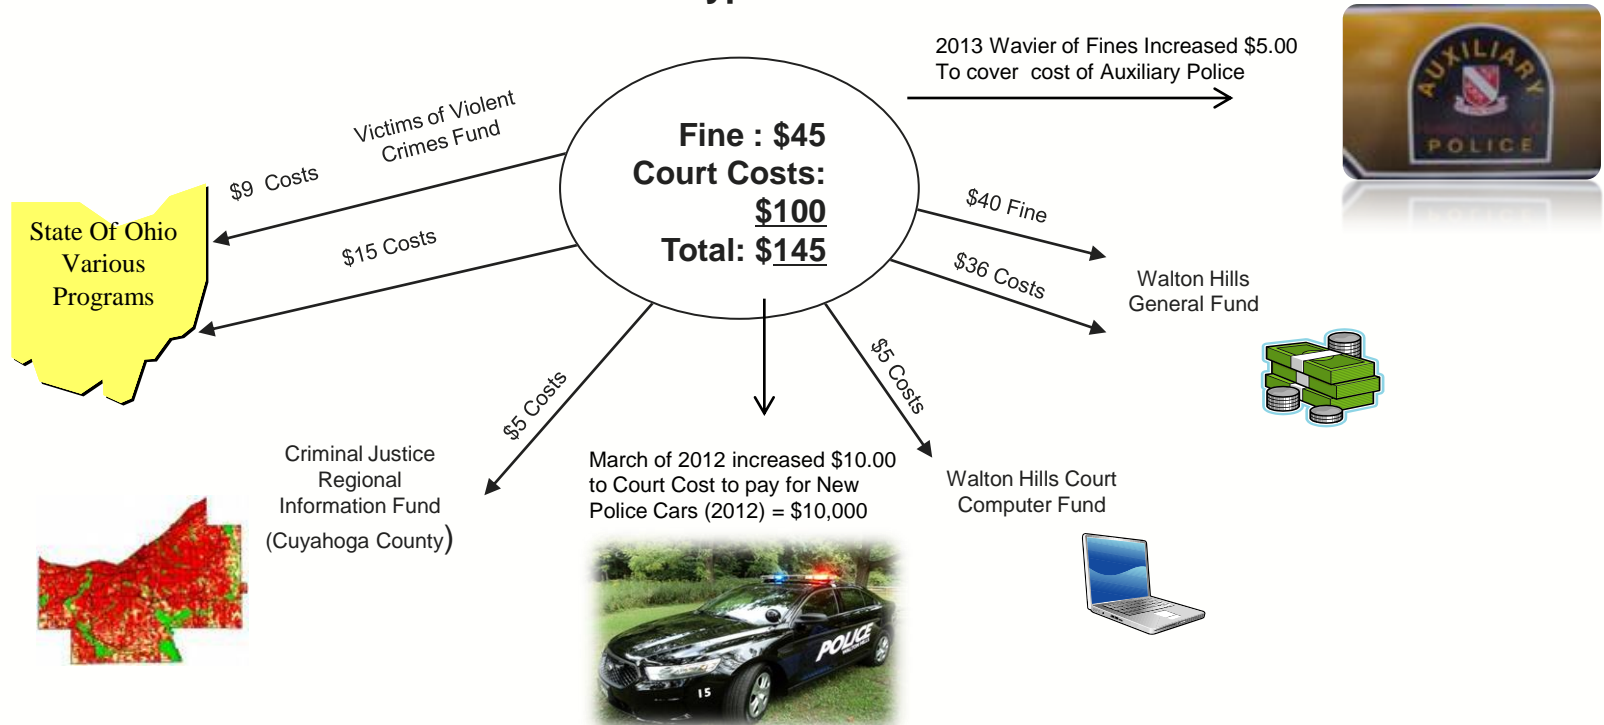 2013 Wavier of Fines Increased $5.00
To cover cost of Auxiliary Police
AUXILIARY
POLICE
Victims of Violent
Crimes Fund
$9 Costs
$15 Costs
State Of Ohio
Various
Programs
Fine : $45
Court Costs:
$100
Total: $145
$40 Fine
$36 Costs
Walton Hills
General Fund
$5 Costs
$5 Costs
Criminal Justice
Regional
Information Fund
(Cuyahoga County)
March of 2012 increased $10.00
to Court Cost to pay for New
Police Cars (2012) = $10,000
Walton Hills Court
Computer Fund
POLICE
WALTON HILLS
15